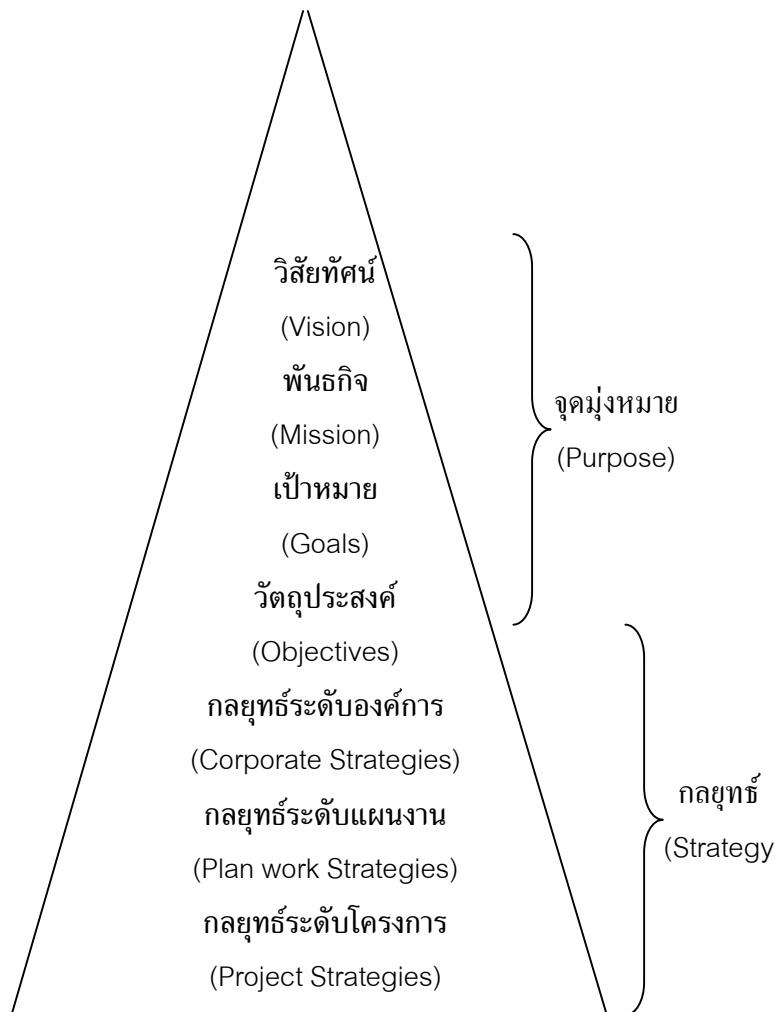 วิสัยทัศน์
(Vision)
พันธกิจ
(Mission)
เป้าหมาย
(Goals)
วัตถุประสงค์
(Objectives)
กลยุทธ์ระดับองค์การ
(Corporate Strategies)
กลยุทธ์ระดับแผนงาน
(Plan work Strategies)
กลยุทธ์ระดับโครงการ
(Project Strategies)
จุดมุ่งหมาย
(Purpose)
กลยุทธ์
(Strategy